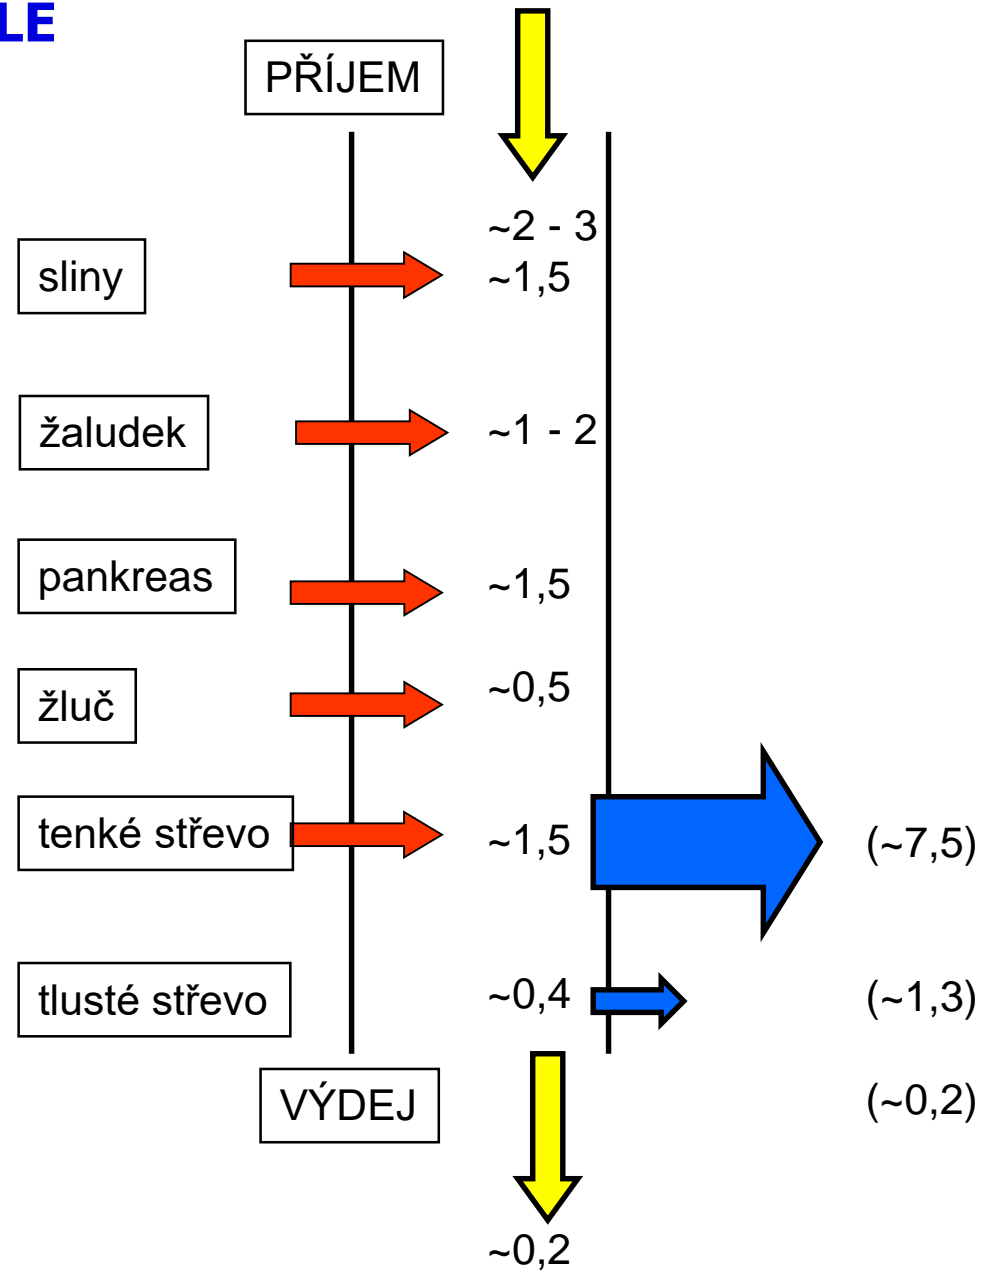 LE
PŘÍJEM
~2 - 3
sliny
~1,5
žaludek
~1 - 2
pankreas
~1,5
žluč
~0,5
tenké střevo
~1,5
(~7,5)
tlusté střevo
~0,4
(~1,3)
VÝDEJ
(~0,2)
~0,2